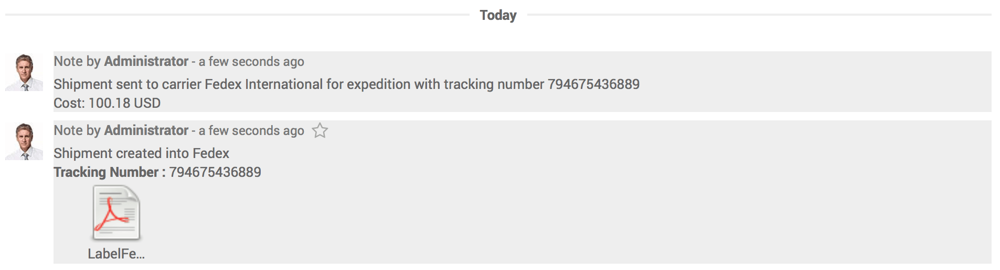 Today
Note by Administrator - a few seconds ago
Shipment sent to carrier Fedex International for expedition with tracking number 794675436889
Cost: 100.18 USD
Note by Administrator - a few seconds ago
Shipment created into Fedex
Tracking Number : 794675436889
LabelFe...